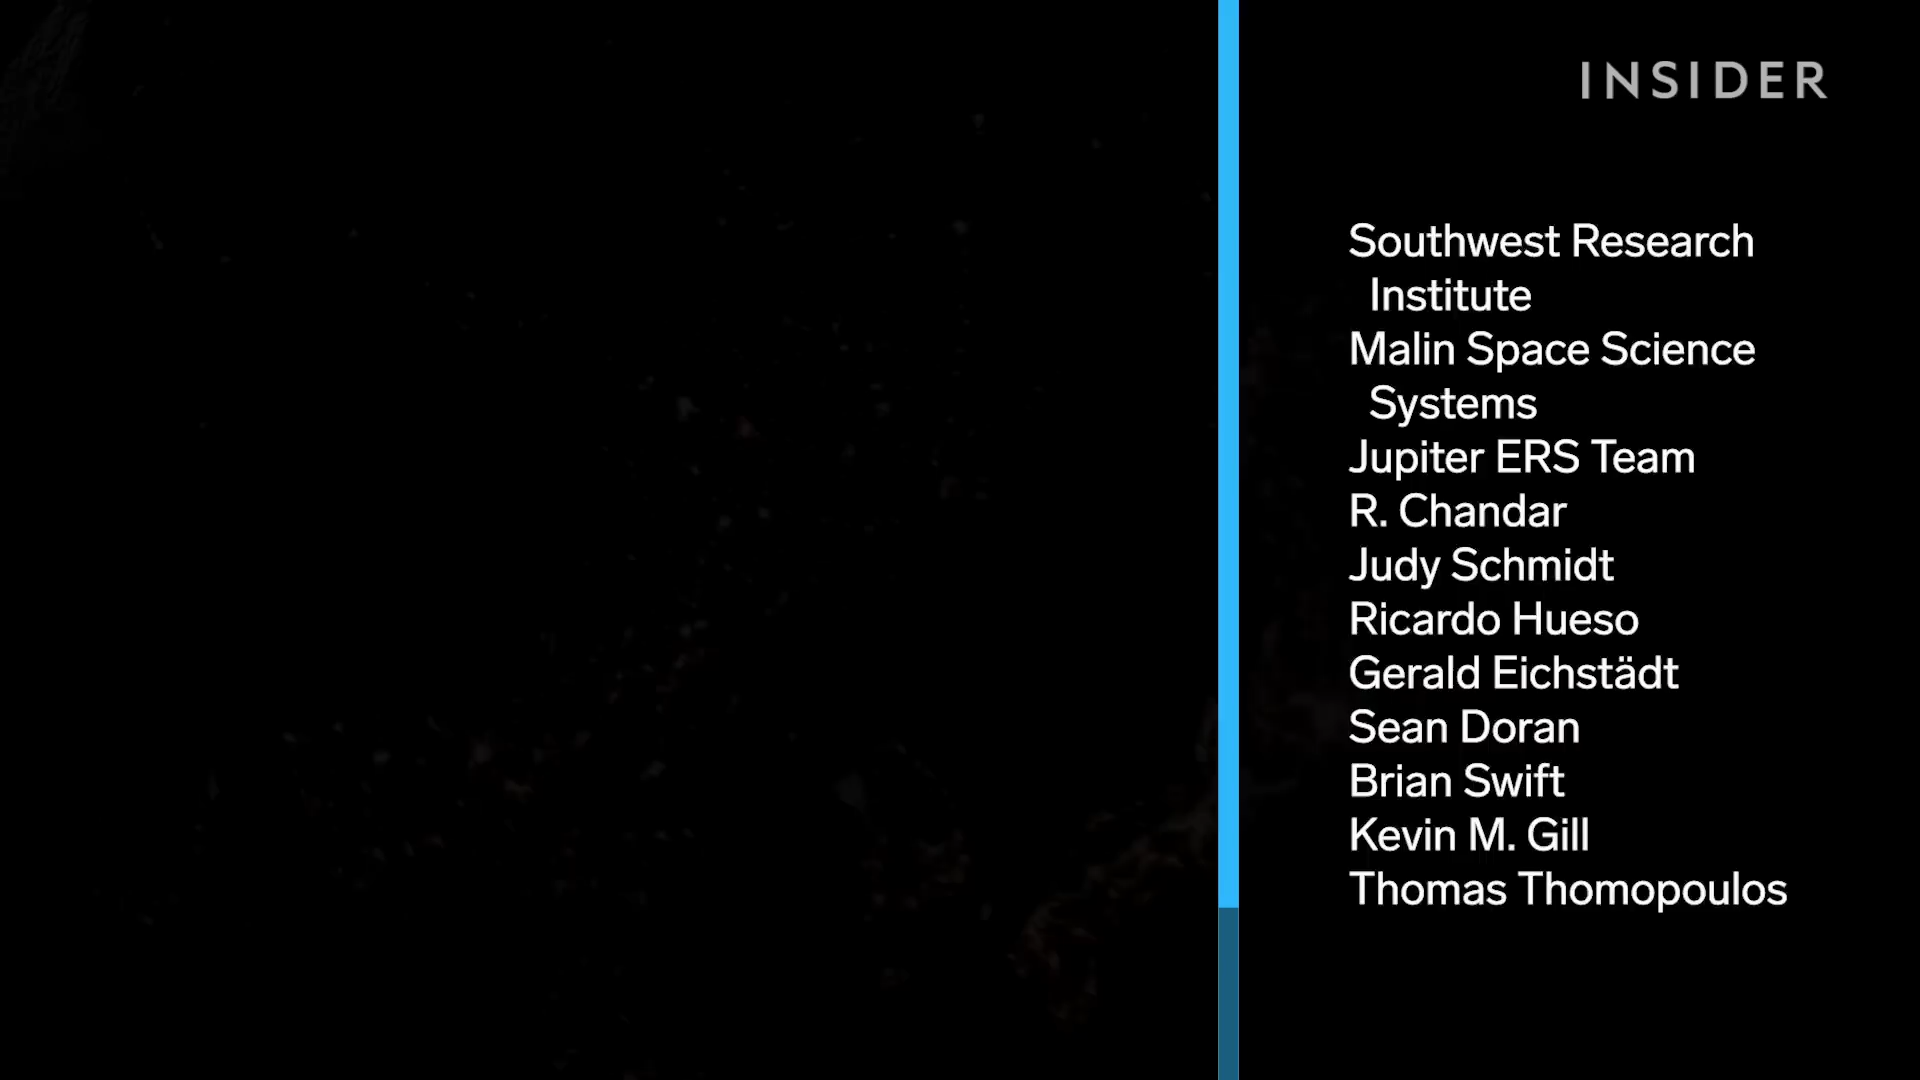 INSIDER
Southwest Research
Institute
Malin Space Science
Systems
Jupiter ERS Team
R. Chandar
Judy Schmidt
Ricardo Hueso
Gerald Eichstädt
Sean Doran
Brian Swift
Kevin M. Gill
Thomas Thomopoulos